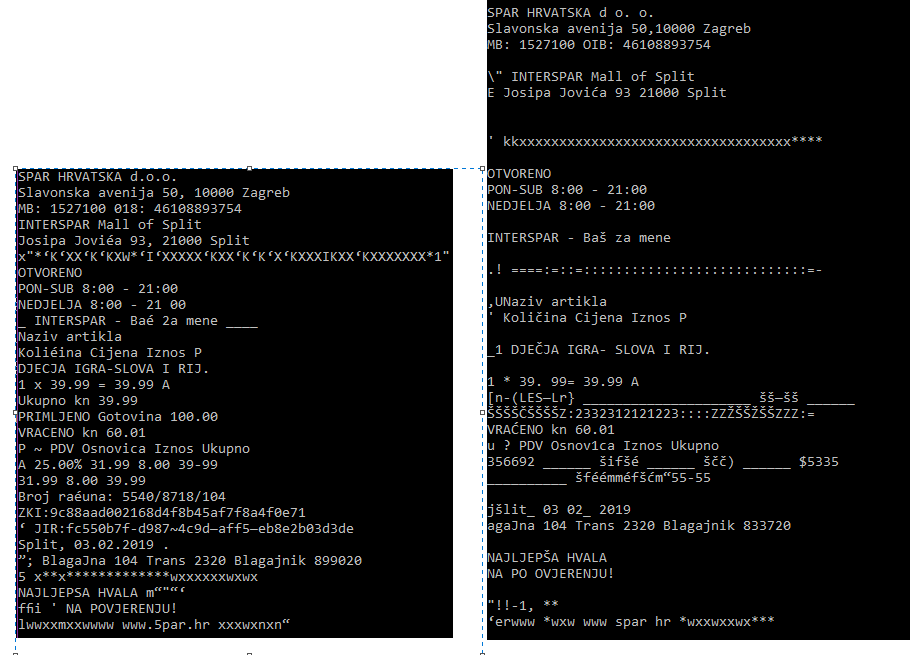 SPAR HRVATSKA d.o.o.
Slavonska avenija 50, 10000 Zagreb
MB: 1527100 018: 46108893754
INTERSPAR Mall of Split
Josipa Jovića 93, 21000 Split
x"*‘K‘XX‘K‘KXW*‘I‘XXXXX‘KXX‘K‘K‘X‘KXXXIKXX‘KXXXXXXX*1"
OTVORENO
PON-SUB 8:00 - 21:00
NEDJELJA 8:00 - 21 00
_ INTERSPAR - Baé 2a mene ____
Naziv artikla
Koliéina Cijena Iznos P
DJECJA IGRA-SLOVA I RIJ.
1 x 39.99 = 39.99 A
Ukupno kn 39.99
PRIMLJENO Gotovina 100.00
VRACENO kn 60.01
P ~ PDV Osnovica Iznos Ukupno
A 25.00% 31.99 8.00 39-99
31.99 8.00 39.99
Broj raéuna: 5540/8718/104
ZKI:9c88aad002168d4f8b45af7f8a4f0e71
‘ JIR:fc550b7f-d987~4c9d—aff5—eb8e2b03d3de
Split, 03.02.2019 .
”; BlagaJna 104 Trans 2320 Blagajnik 899020
5 x**x*************wxxxxxxwxwx
NAJLJEPSA HVALA m“"“‘
ffii ' NA POVJERENJU!
lwwxxmxxwwww www.5par.hr xxxwxnxn“
SPAR HRVATSKA d o. o.
Slavonska avenija 50,10000 Zagreb
MB: 1527100 OIB: 46108893754
\" INTERSPAR Mall of Split
E Josipa Jovića 93 21000 Split
' kkxxxxxxxxxxxxxxxxxxxxxxxxxxxxxxxxxx****
OTVORENO
PON-SUB 8:00 - 21:00
NEDJELJA 8:00 - 21:00
INTERSPAR - Baš za mene
.! ====:=::=::::::::::::::::::::::::::::=-
,UNaziv artikla
' Količina Cijena Iznos P
_1 DJEČJA IGRA- SLOVA I RIJ.
1 * 39. 99= 39.99 A
[n-(LES—Lr} _____________________ šš—šš ______
ŠŠŠŠČŠŠŠŠZ:2332312121223::::ZZŽŠŠŽŠŠZZZ:=
VRAĆENO kn 60.01
u ? PDV Osnov1ca Iznos Ukupno
356692 ______ šifšé ______ ščč) ______ $5335
__________ šféémméfšćm“55-55
jšlit_ 03 02_ 2019
agaJna 104 Trans 2320 Blagajnik 833720
NAJLJEPŠA HVALA
NA PO OVJERENJU!
"!!-1, **
‘erwww *wxw www spar hr *wxwxxwx***